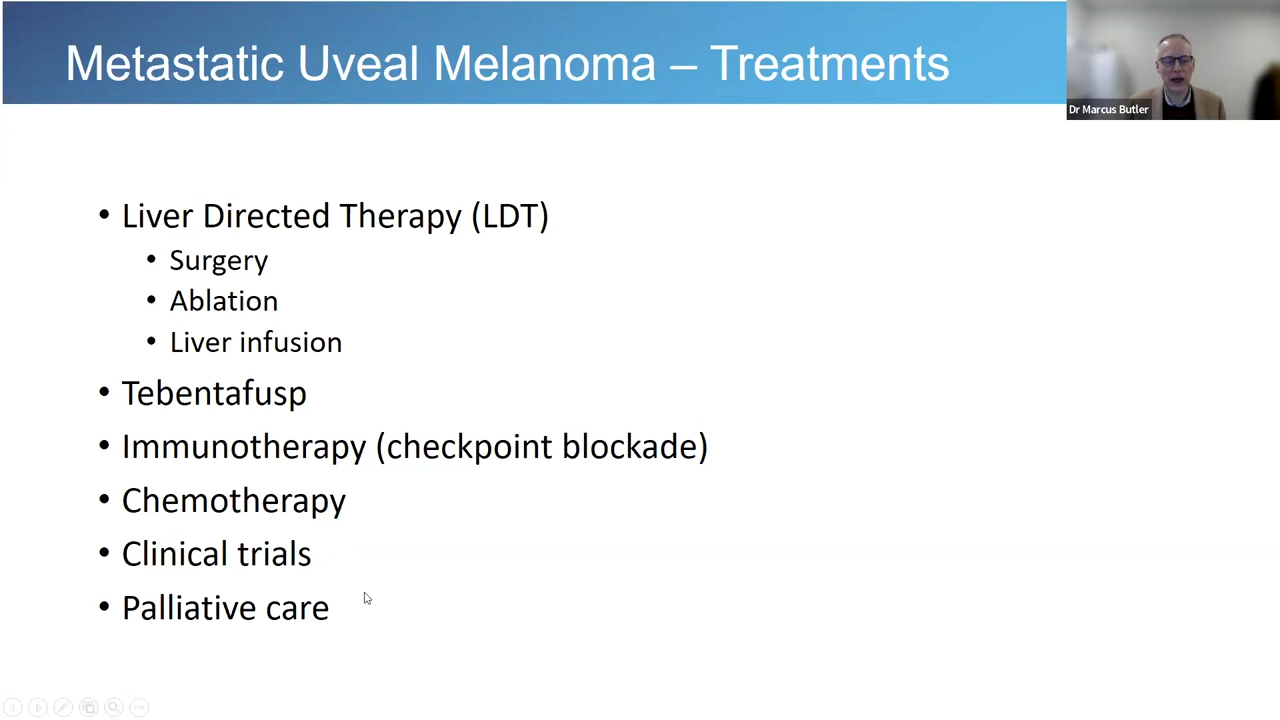 Metastatic Uveal Melanoma – Treatments
Dr Marcus Butler
• Liver Directed Therapy (LDT)
• Surgery
• Ablation
• Liver infusion
• Tebentafusp
• Immunotherapy (checkpoint blockade)
• Chemotherapy
• Clinical trials
• Palliative care